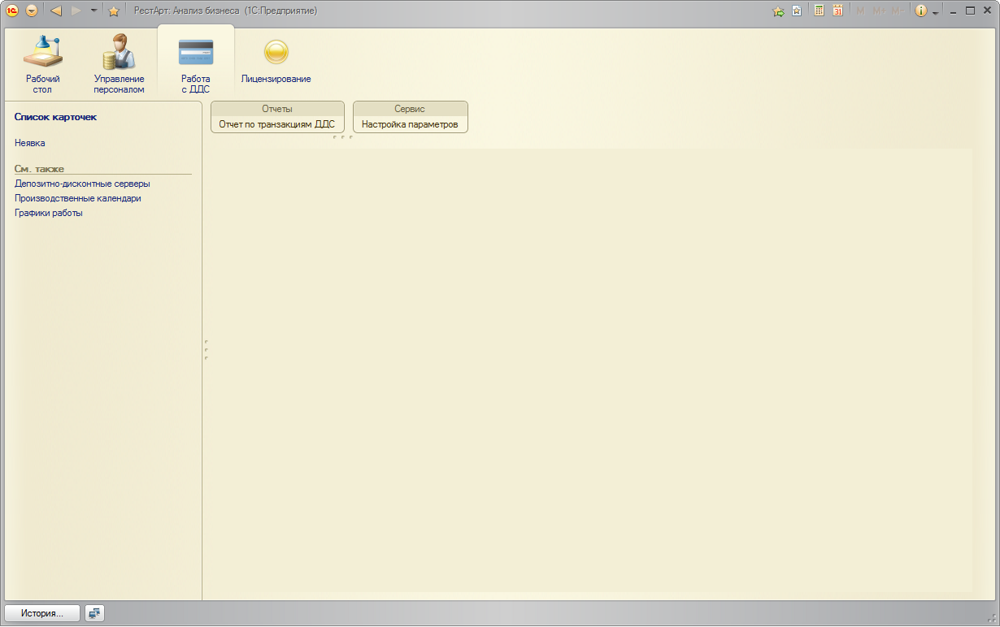 РестАрт: Анализ бизнеса (1С:Предприятие)
31
M M+ M-
Рабочий
стол
Управление
персоналом
Работа
с ДДС
Лицензирование
Список карточек
Неявка
См. также
Депозитно-дисконтные серверы
Производственные календари
Графики работы
Отчеты
Отчет по транзакциям ДДС
Сервис
Настройка параметров
История...